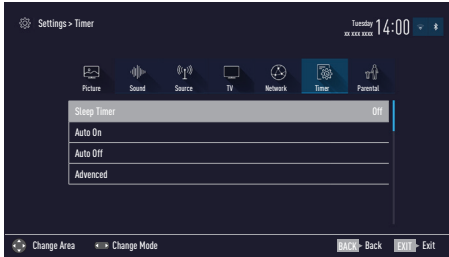 Settings > Timer
Tuesday
xx xxx xxxx
14:00
Picture Sound Source TV Network Timer Parental
Sleep Timer Off
Auto On
Auto Off
Advanced
Change Area Change Mode BACK Back EXIT Exit